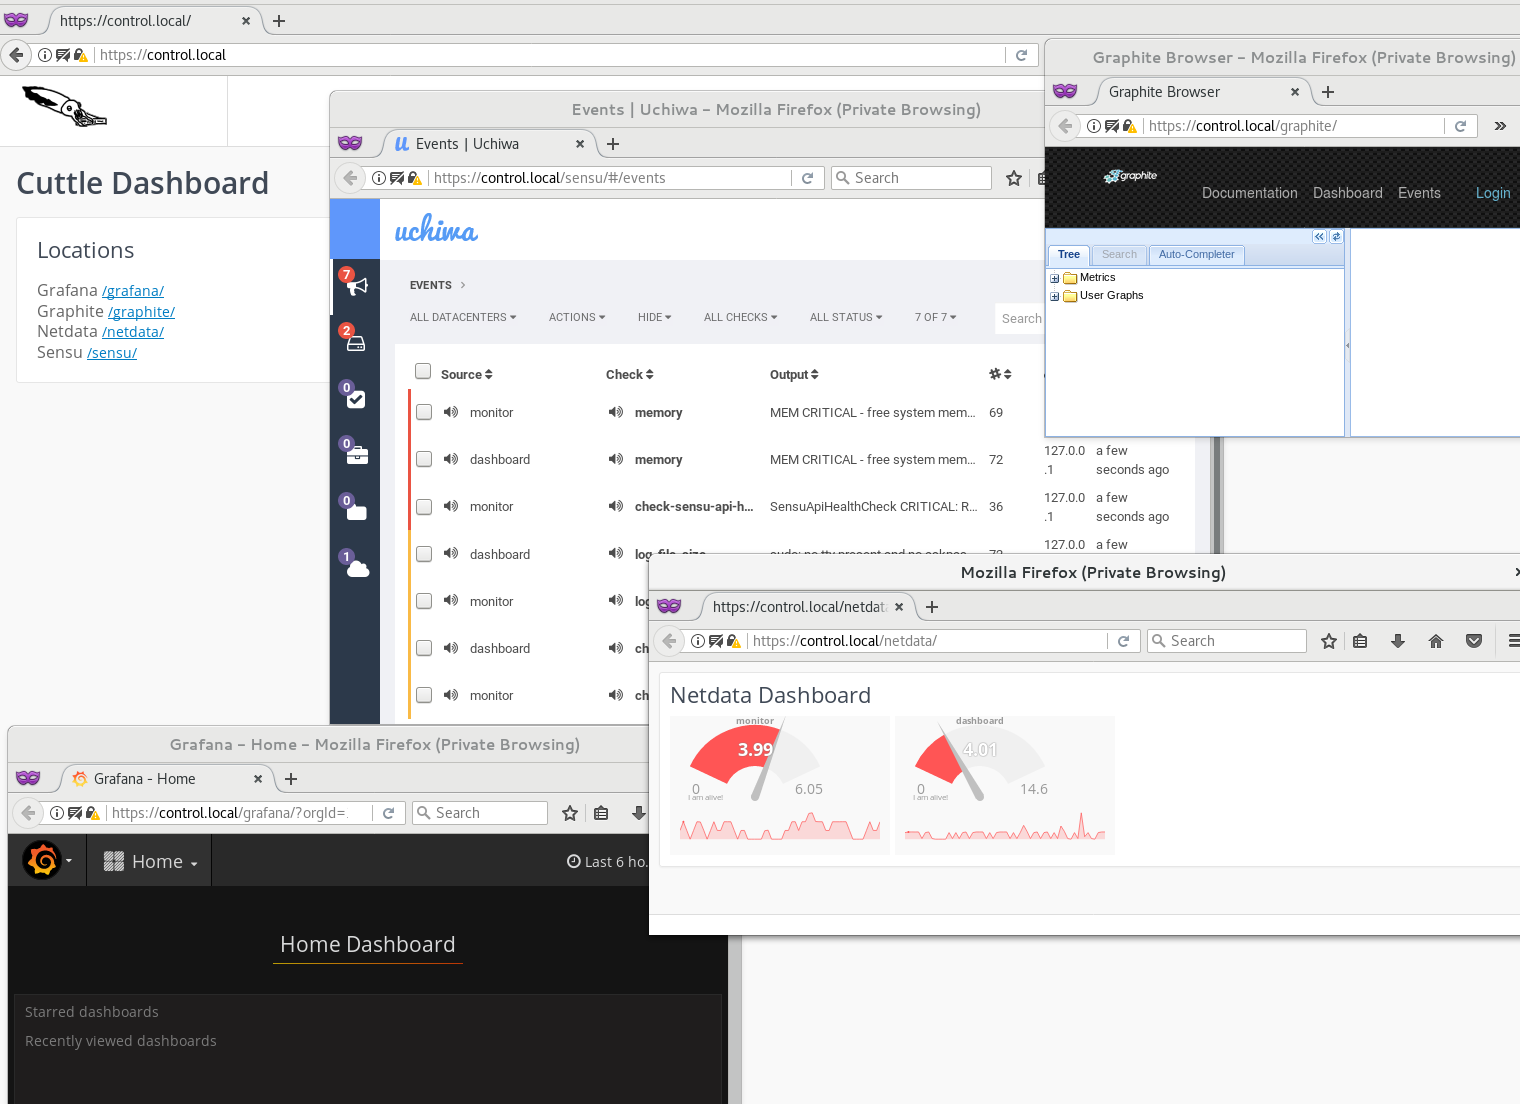 https://control.local/
https://control.local
Cuttle Dashboard
Locations
Grafana /grafana/
Graphite /graphite/
Netdata /netdata/
Sensu /sensu/
Events | Uchiwa - Mozilla Firefox (Private Browsing)
Events | Uchiwa
https://control.local/sensu/#/events
Search
uchiwa
7
2
0
0
0
1
EVENTS
ALL DATACENTERS
ACTIONS
HIDE
ALL CHECKS
ALL STATUS
7 OF 7
Search
Source
Check
Output
monitor memory MEM CRITICAL - free system mem... 69
dashboard memory MEM CRITICAL - free system mem... 72
127.0.0 a few
.1 seconds ago
monitor check-sensu-api-h... SensuApiHealthCheck CRITICAL: R... 36
127.0.0 a few
.1 seconds ago
dashboard log-file-size
127.0.0 a few
monitor log
dashboard ch
monitor ch
Graphite Browser - Mozilla Firefox (Private Browsing)
Graphite Browser
https://control.local/graphite/
graphite
Documentation
Dashboard
Events
Login
Tree
Search
Auto-Completer
Metrics
User Graphs
Mozilla Firefox (Private Browsing)
https://control.local/netdata
https://control.local/netdata/
Search
Netdata Dashboard
monitor
3.99
0
6.05
I am alive!
dashboard
4.01
0
14.6
I am alive!
Grafana - Home - Mozilla Firefox (Private Browsing)
Grafana - Home
https://control.local/grafana/?orgId=
Search
Home
Last 6 ho
Home Dashboard
Starred dashboards
Recently viewed dashboards